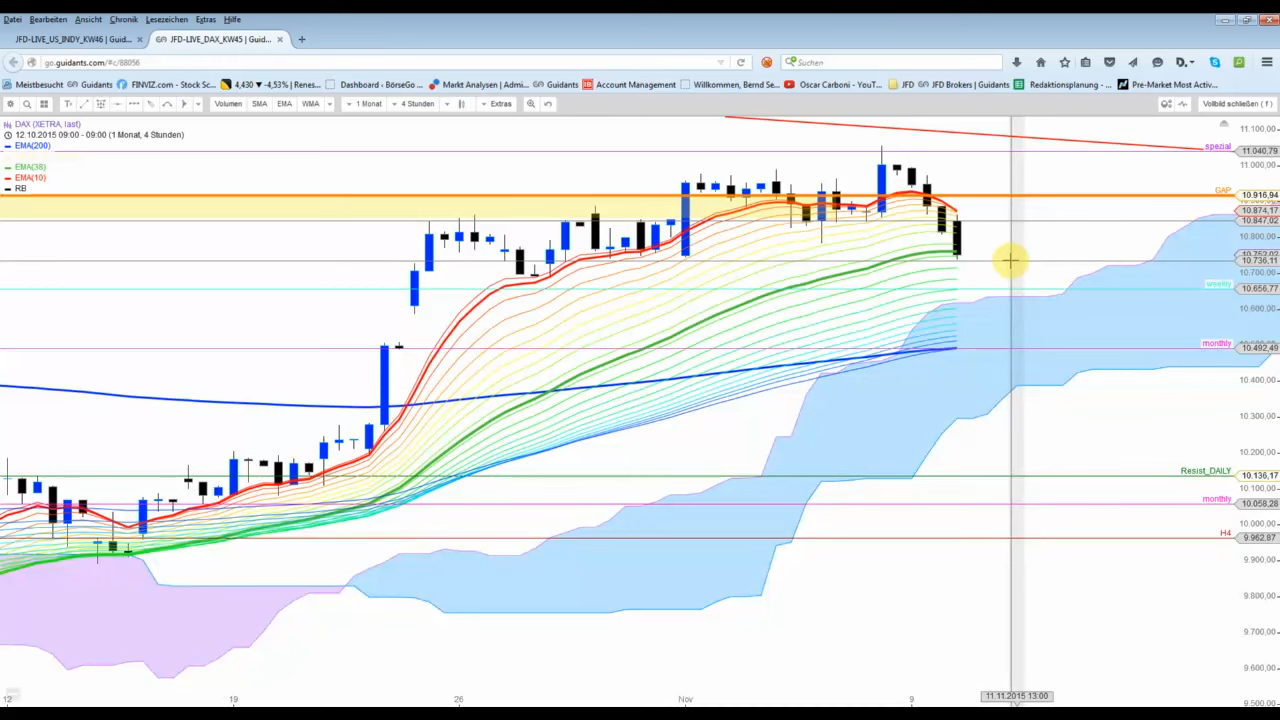 Datei Bearbeiten Ansicht Chronik Lesezeichen Extras Hilfe
JFD-LIVE_US_INDY_KW46 | Guid... × JFD-LIVE_DAX_KW45 | Guid... × +
go.guidants.com/#c/88056 Suchen
Meistbesucht Guidants FINVIZ.com - Stock Sc... 4,430 ▼ -4,53% | Renes... Dashboard - BörseGo ... Markt Analysen | Admi... Guidants Account Management Willkommen, Bernd Se... Oscar Carboni - YouT... JFD JFD Brokers | Guidants Redaktionsplanung -... Pre-Market Most Activ...
Volumen SMA EMA WMA 1 Monat 4 Stunden Extras Vollbild schließen ( f )
DAX (XETRA, last)
12.10.2015 09:00 - 09:00 (1 Monat, 4 Stunden)
EMA(200)
EMA(38)
EMA(10)
RB
11.100,00
spezial 11.040,79
11.000,00
GAP 10.916,94
10.874,17
10.847,02
10.800,00
10.736,11
10.700,00
weekly 10.656,77
10.600,00
monthly 10.492,49
10.400,00
10.300,00
10.200,00
Resist_DAILY 10.136,17
10.100,00
monthly 10.058,28
10.000,00
H4 9.962,87
9.900,00
9.800,00
9.700,00
9.600,00
9.500,00
12 19 26 Nov 9 11.11.2015 13:00